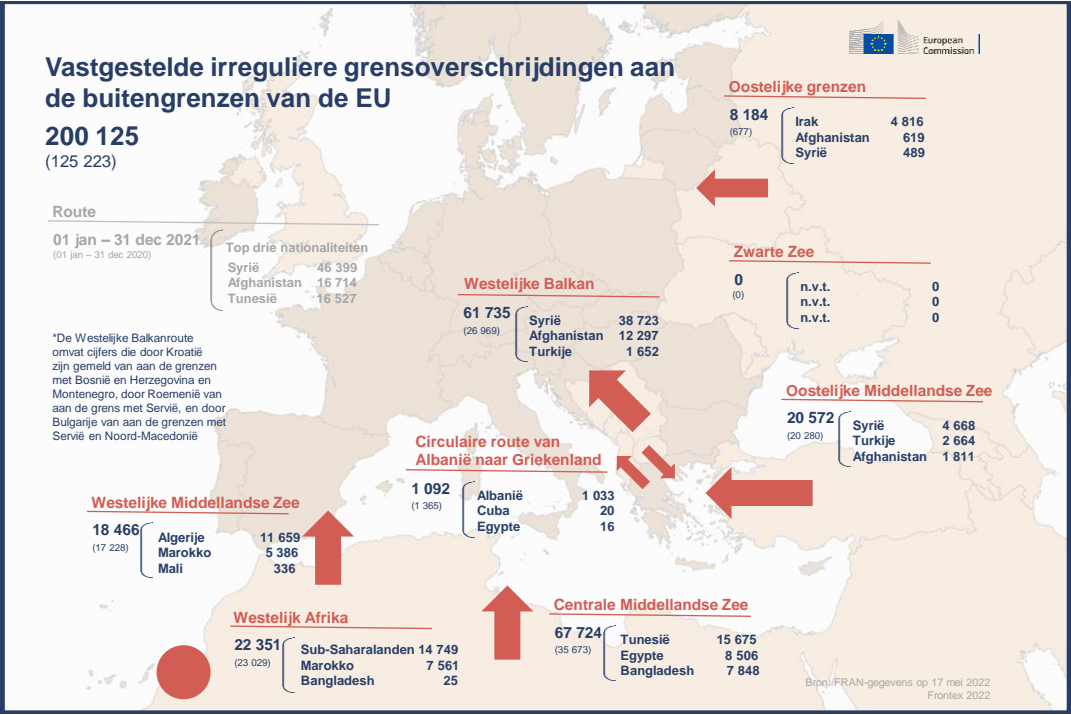 European
Commission
Vastgestelde irreguliere grensoverschrijdingen aan
de buitengrenzen van de EU
200 125
(125 223)
Route
01 jan – 31 dec 2021
(01 jan – 31 dec 2020)
Top drie nationaliteiten
Syrië 46 399
Afghanistan 16 714
Tunesië 16 527
*De Westelijke Balkanroute
omvat cijfers die door Kroatië
zijn gemeld van aan de grenzen
met Bosnië en Herzegovina en
Montenegro, door Roemenië van
aan de grens met Servië, en door
Bulgarije van aan de grenzen met
Servië en Noord-Macedonië
Oostelijke grenzen
8 184
(677)
Irak 4 816
Afghanistan 619
Syrië 489
Zwarte Zee
0
(0)
n.v.t. 0
n.v.t. 0
n.v.t. 0
Westelijke Balkan
61 735
(26 969)
Syrië 38 723
Afghanistan 12 297
Turkije 1 652
Oostelijke Middellandse Zee
20 572
(20 280)
Syrië 4 668
Turkije 2 664
Afghanistan 1 811
Circulaire route van
Albanië naar Griekenland
1 092
(1 365)
Albanië 1 033
Cuba 20
Egypte 16
Westelijke Middellandse Zee
18 466
(17 228)
Algerije 11 659
Marokko 5 386
Mali 336
Westelijk Afrika
22 351
(23 029)
Sub-Saharalanden 14 749
Marokko 7 561
Bangladesh 25
Centrale Middellandse Zee
67 724
(35 673)
Tunesië 15 675
Egypte 8 506
Bangladesh 7 848
Bron: FRAN-gegevens op 17 mei 2022
Frontex 2022